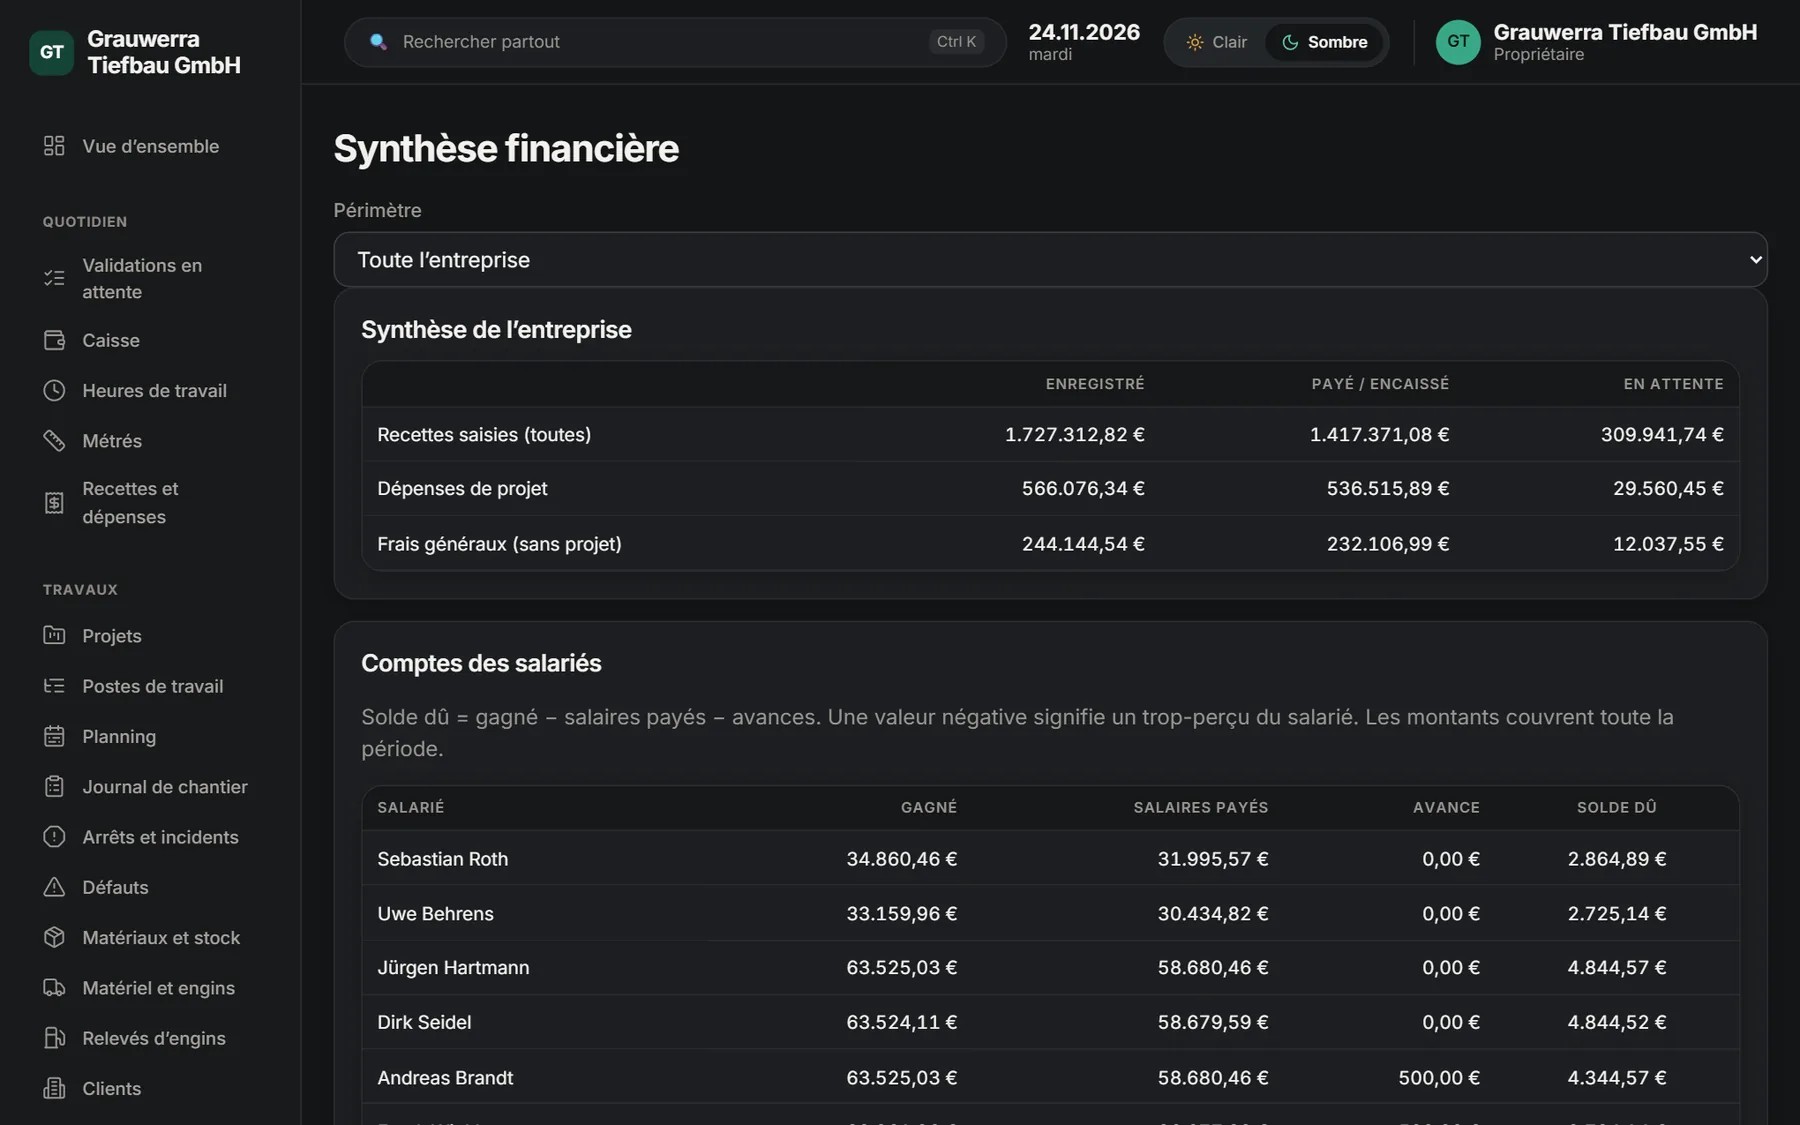 GT
Grauwerra
Tiefbau GmbH
Rechercher partout
Ctrl K
24.11.2026
mardi
Clair
Sombre
GT
Grauwerra Tiefbau GmbH
Propriétaire
Vue d’ensemble
QUOTIDIEN
Validations en
attente
Caisse
Heures de travail
Métrés
Recettes et
dépenses
TRAVAUX
Projets
Postes de travail
Planning
Journal de chantier
Arrêts et incidents
Défauts
Matériaux et stock
Matériel et engins
Relevés d’engins
Clients
Synthèse financière
Périmètre
Toute l’entreprise
Synthèse de l’entreprise
ENREGISTRÉ PAYÉ / ENCAISSÉ EN ATTENTE
Recettes saisies (toutes) 1.727.312,82 € 1.417.371,08 € 309.941,74 €
Dépenses de projet 566.076,34 € 536.515,89 € 29.560,45 €
Frais généraux (sans projet) 244.144,54 € 232.106,99 € 12.037,55 €
Comptes des salariés
Solde dû = gagné − salaires payés − avances. Une valeur négative signifie un trop-perçu du salarié. Les montants couvrent toute la
période.
SALARIÉ GAGNÉ SALAIRES PAYÉS AVANCE SOLDE DÛ
Sebastian Roth 34.860,46 € 31.995,57 € 0,00 € 2.864,89 €
Uwe Behrens 33.159,96 € 30.434,82 € 0,00 € 2.725,14 €
Jürgen Hartmann 63.525,03 € 58.680,46 € 0,00 € 4.844,57 €
Dirk Seidel 63.524,11 € 58.679,59 € 0,00 € 4.844,52 €
Andreas Brandt 63.525,03 € 58.680,46 € 500,00 € 4.344,57 €